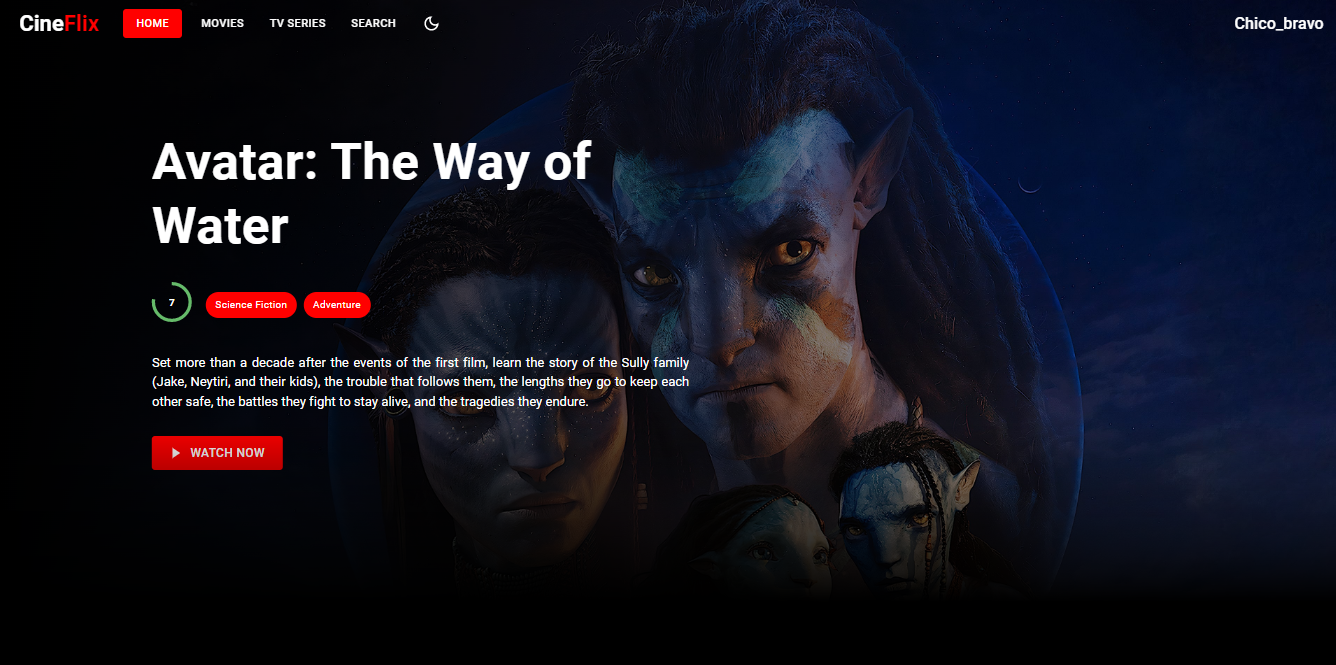 CineFlix HOME MOVIES TV SERIES SEARCH Chico_bravo
Avatar: The Way of
Water
7 Science Fiction Adventure
Set more than a decade after the events of the first film, learn the story of the Sully family
(Jake, Neytiri, and their kids), the trouble that follows them, the lengths they go to keep each
other safe, the battles they fight to stay alive, and the tragedies they endure.
WATCH NOW